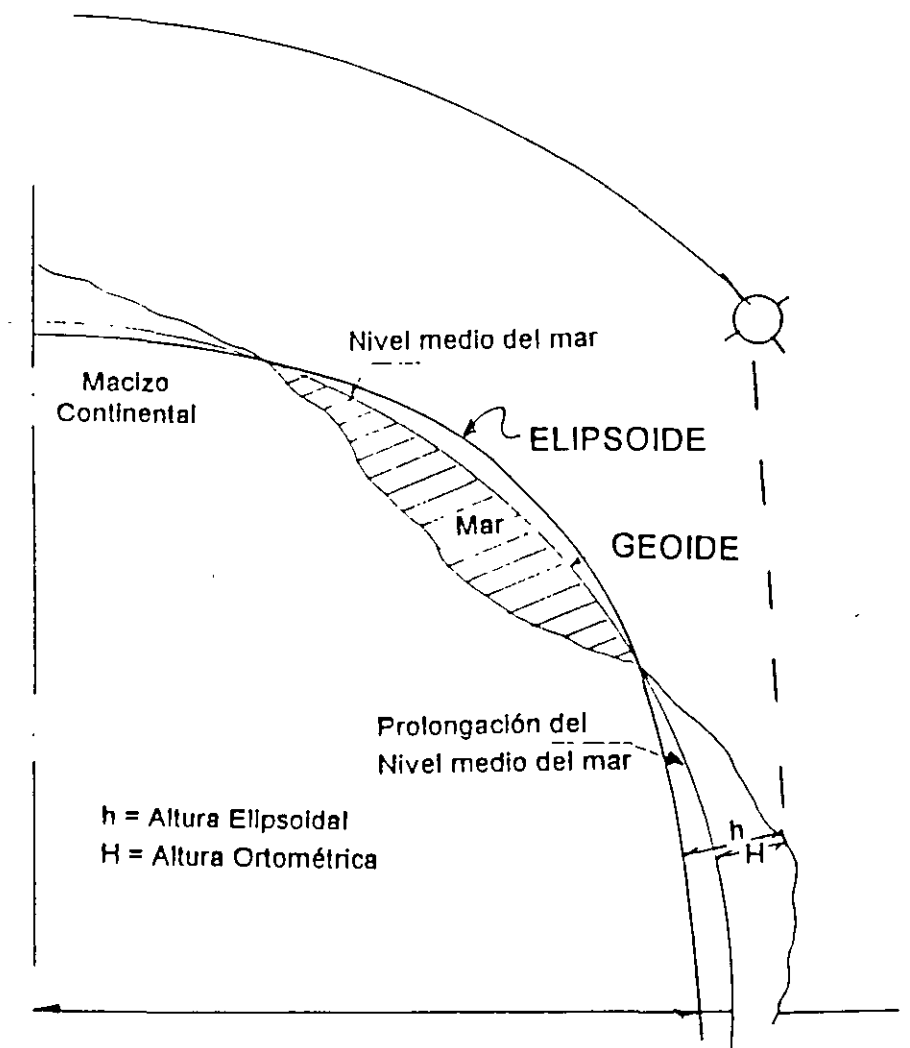 Nivel medio del mar
Macizo
Continental
ELIPSOIDE
Mar
GEOIDE
Prolongación del
Nivel medio del mar
h = Altura Elipsoidal
H = Altura Ortométrica
h
H